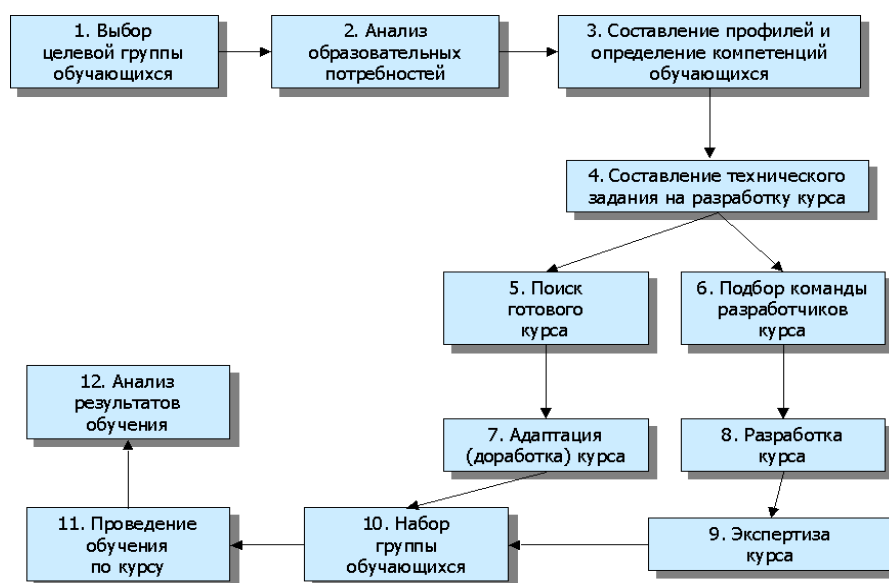 1. Выбор
целевой группы
обучающихся
2. Анализ
образовательных
потребностей
3. Составление профилей и
определение компетенций
обучающихся
4. Составление технического
задания на разработку курса
5. Поиск
готового
курса
6. Подбор команды
разработчиков
курса
12. Анализ
результатов
обучения
7. Адаптация
(доработка) курса
8. Разработка
курса
11. Проведение
обучения
по курсу
10. Набор
группы
обучающихся
9. Экспертиза
курса